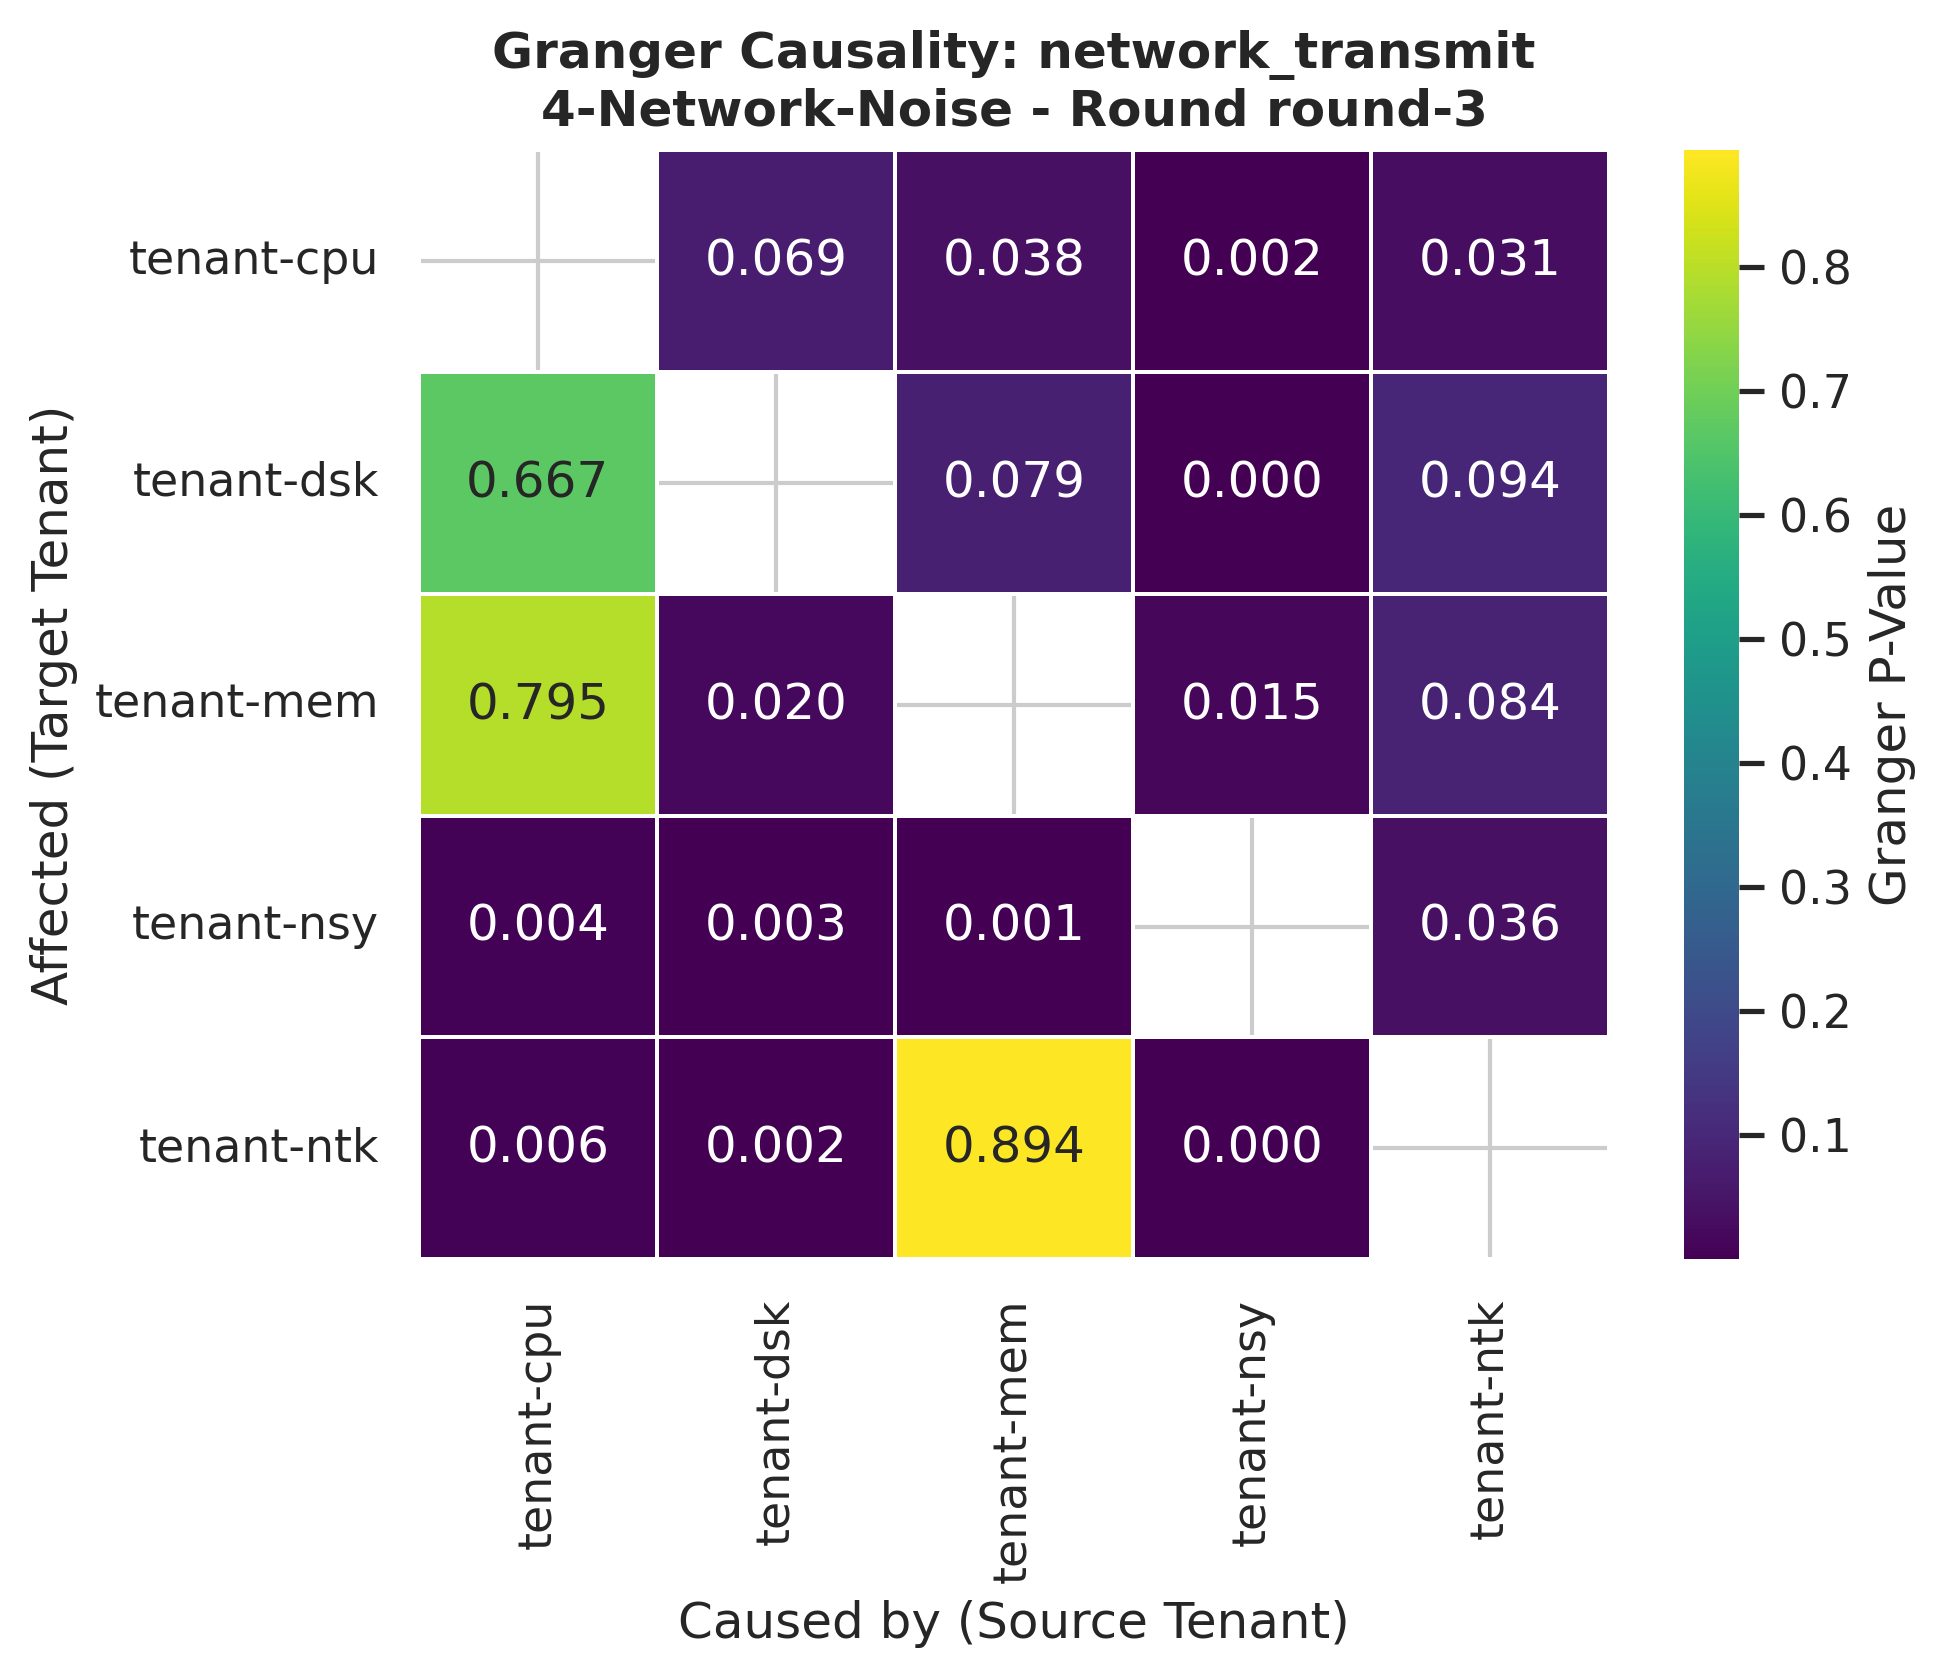 Granger Causality: network_transmit
4-Network-Noise - Round round-3
Affected (Target Tenant)
tenant-cpu 0.069 0.038 0.002 0.031
tenant-dsk 0.667 0.079 0.000 0.094
tenant-mem 0.795 0.020 0.015 0.084
tenant-nsy 0.004 0.003 0.001 0.036
tenant-ntk 0.006 0.002 0.894 0.000
tenant-cpu
tenant-dsk
tenant-mem
tenant-nsy
tenant-ntk
Caused by (Source Tenant)
0.8
0.7
0.6
0.5
0.4
0.3
0.2
0.1
Granger P-Value